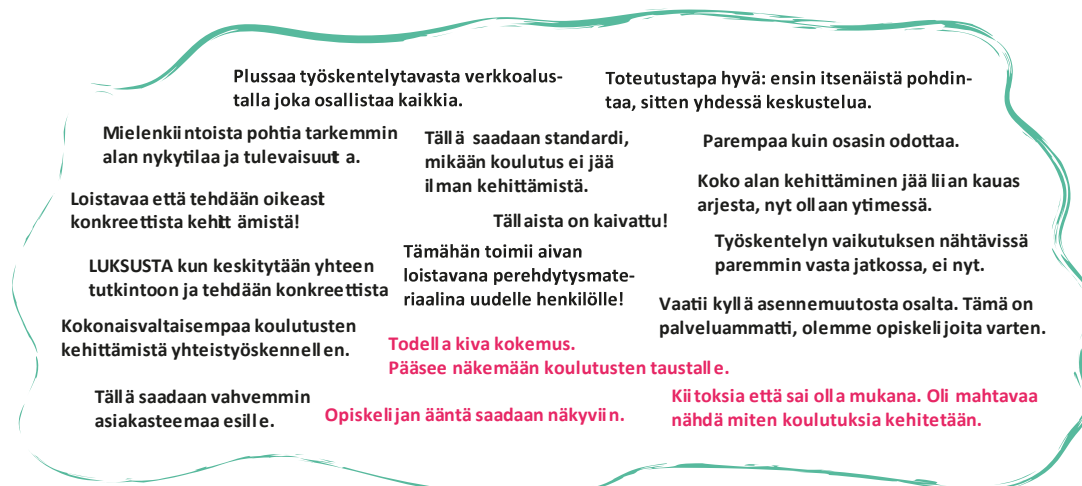 Plussaa työskentelytavasta verkkoalus-
talla joka osallistaa kaikkia.
Toteutustapa hyvä: ensin itsenäistä pohdin-
taa, sitten yhdessä keskustelua.
Mielenkiintoista pohtia tarkemmin
alan nykytilaa ja tulevaisuutta.
Tällä saadaan standardi,
mikään koulutus ei jää
ilman kehittämistä.
Parempaa kuin osasin odottaa.
Loistavaa että tehdään oikeasti
konkreettista kehittämistä!
Koko alan kehittäminen jää liian kauas
arjesta, nyt ollaan ytimessä.
Tällaista on kaivattu!
LUKSUSTA kun keskitytään yhteen
tutkintoon ja tehdään konkreettista
Tämähän toimii aivan
loistavana perehdytysmate-
riaalina uudelle henkilölle!
Työskentelyn vaikutuksen nähtävissä
paremmin vasta jatkossa, ei nyt.
Kokonaisvaltaisempaa koulutusten
kehittämistä yhteistyöskennellen.
Vaatii kyllä asennemuutosta osalta. Tämä on
palveluammatti, olemme opiskelijoita varten.
Todella kiva kokemus.
Pääsee näkemään koulutusten taustalle.
Tällä saadaan vahvemmin
asiakasteemaa esille.
Opiskelijan ääntä saadaan näkyviin.
Kiitoksia että sai olla mukana. Oli mahtavaa
nähdä miten koulutuksia kehitetään.